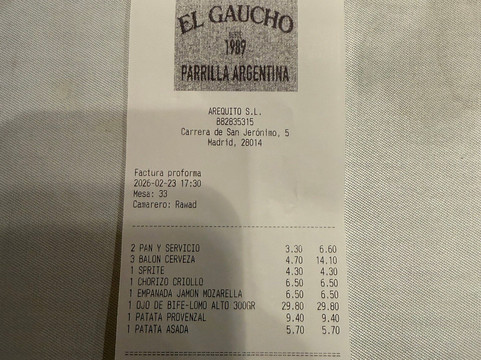 EL GAUCHO
DESDE
1989
PARRILLA ARGENTINA
AREQUITO S.L.
B82835315
Carrera de San Jerónimo, 5
Madrid, 28014
Factura proforma
2026-02-23 17:30
Mesa: 33
Camarero: Rawad
2 PAN Y SERVICIO 3.30 6.60
3 BALON CERVEZA 4.70 14.10
1 SPRITE 4.30 4.30
1 CHORIZO CRIOLLO 6.50 6.50
1 EMPANADA JAMON MOZARELLA 6.50 6.50
1 OJO DE BIFE-LOMO ALTO 300GR 29.80 29.80
1 PATATA PROVENZAL 9.40 9.40
1 PATATA ASADA 5.70 5.70